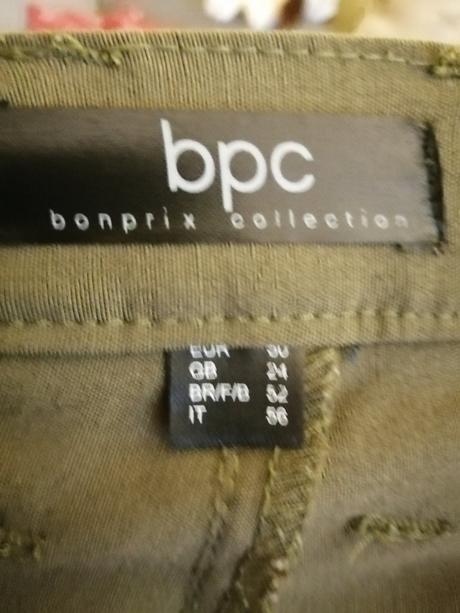 bpc
bonprix collection
EUR 50
GB 24
BR/F/B 52
IT 56